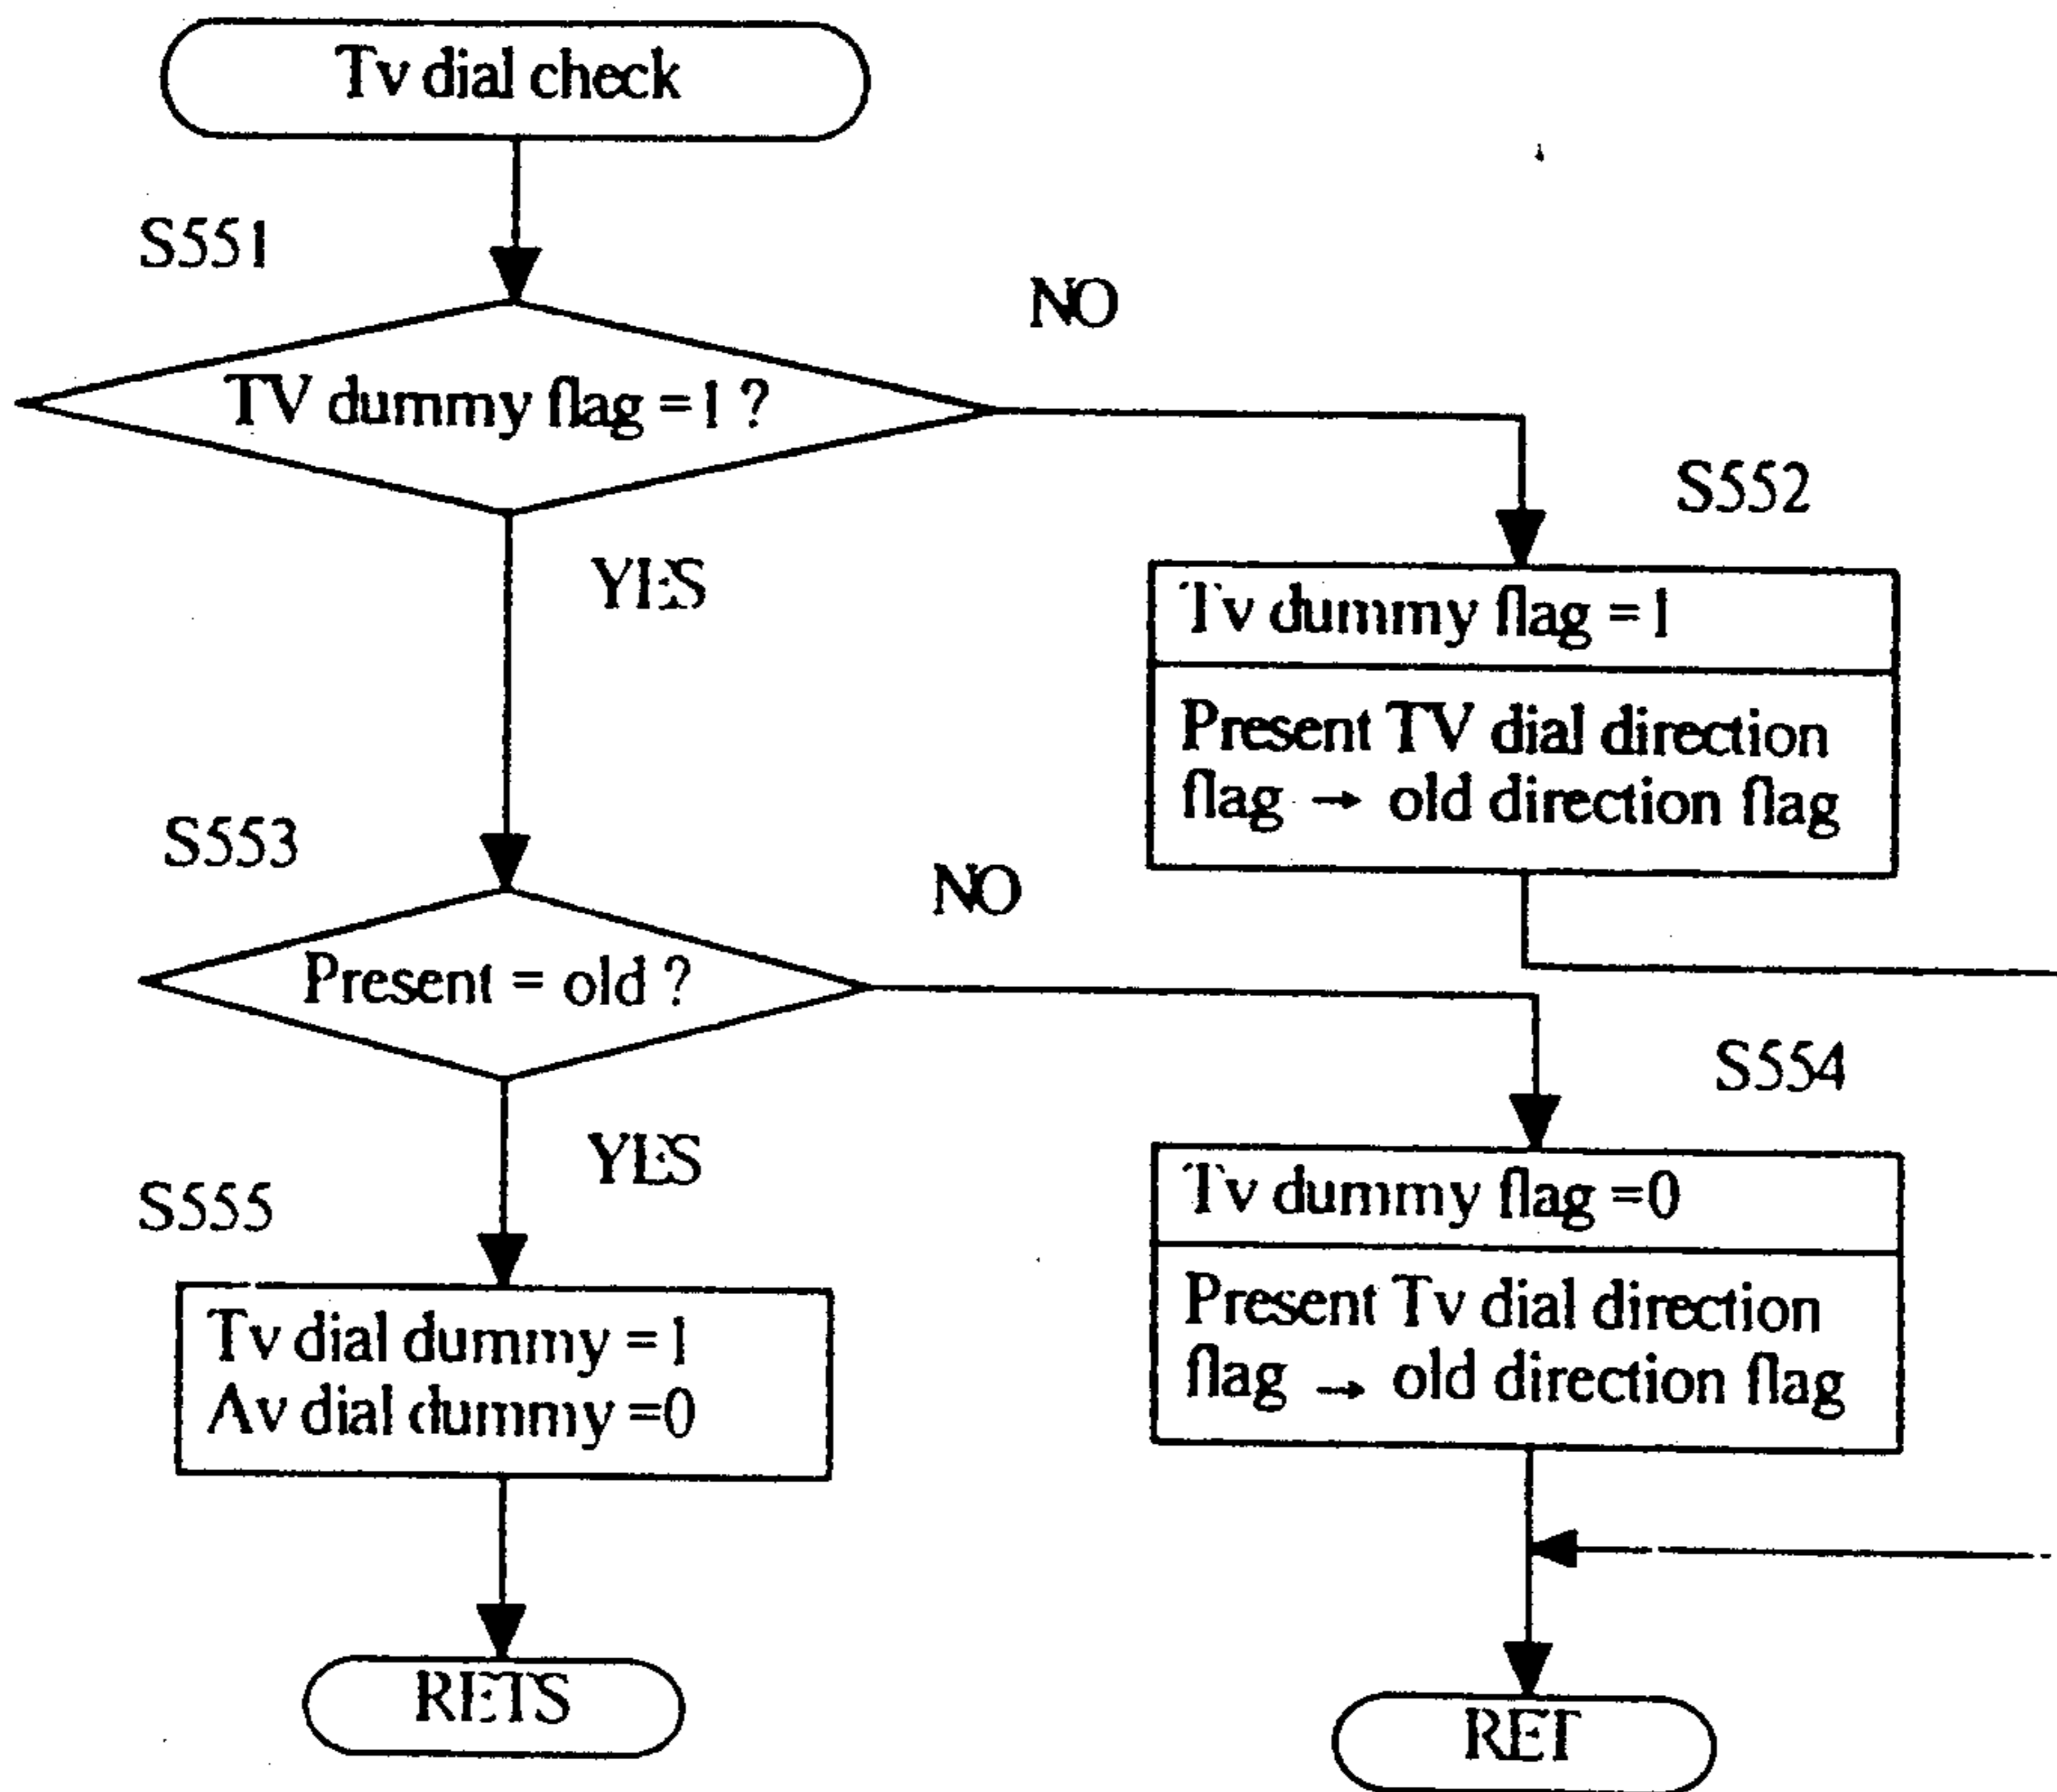 Tv dial check
S551
NO
TV dummy flag = 1 ?
S552
YES
Tv dummy flag = 1
Present TV dial direction
flag → old direction flag
S553
NO
Present = old ?
S554
YES
S555
Tv dummy flag =0
Present Tv dial direction
flag → old direction flag
Tv dial dummy = 1
Av dial dummy =0
RETS
RET